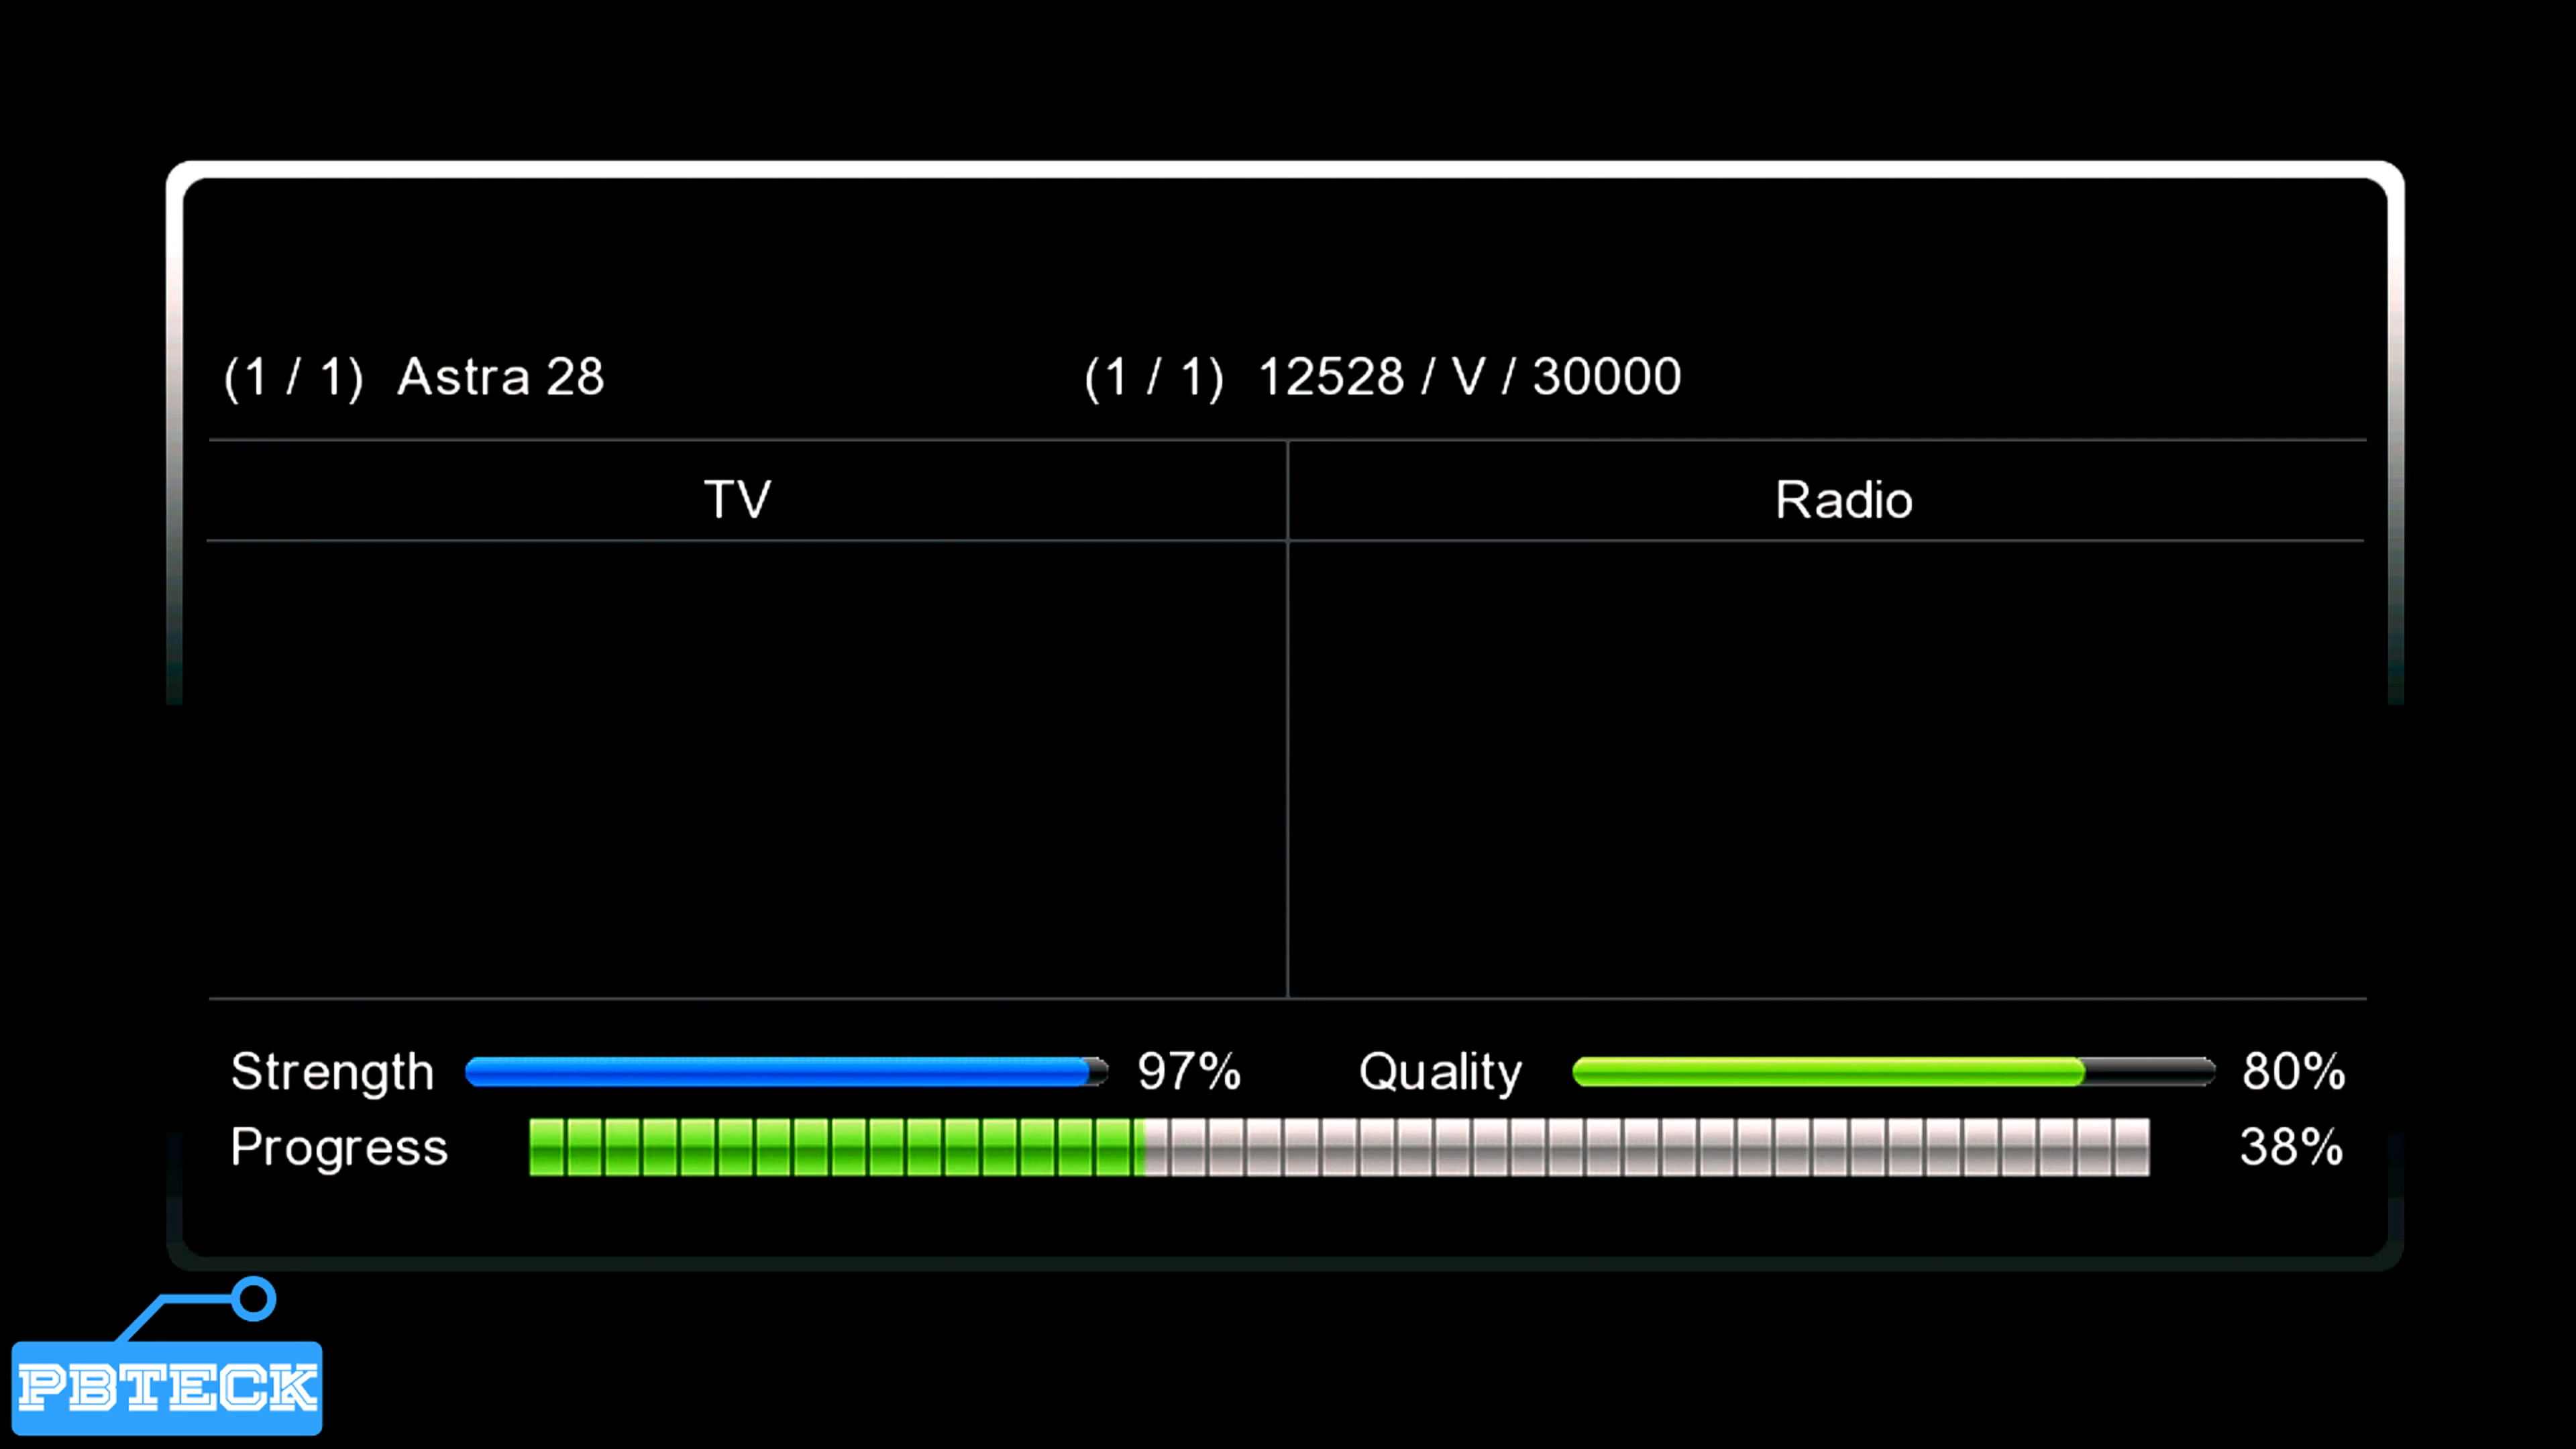 (1 / 1) Astra 28 (1 / 1) 12528 / V / 30000
TV Radio
Strength 97% Quality 80%
Progress 38%
PBTECK